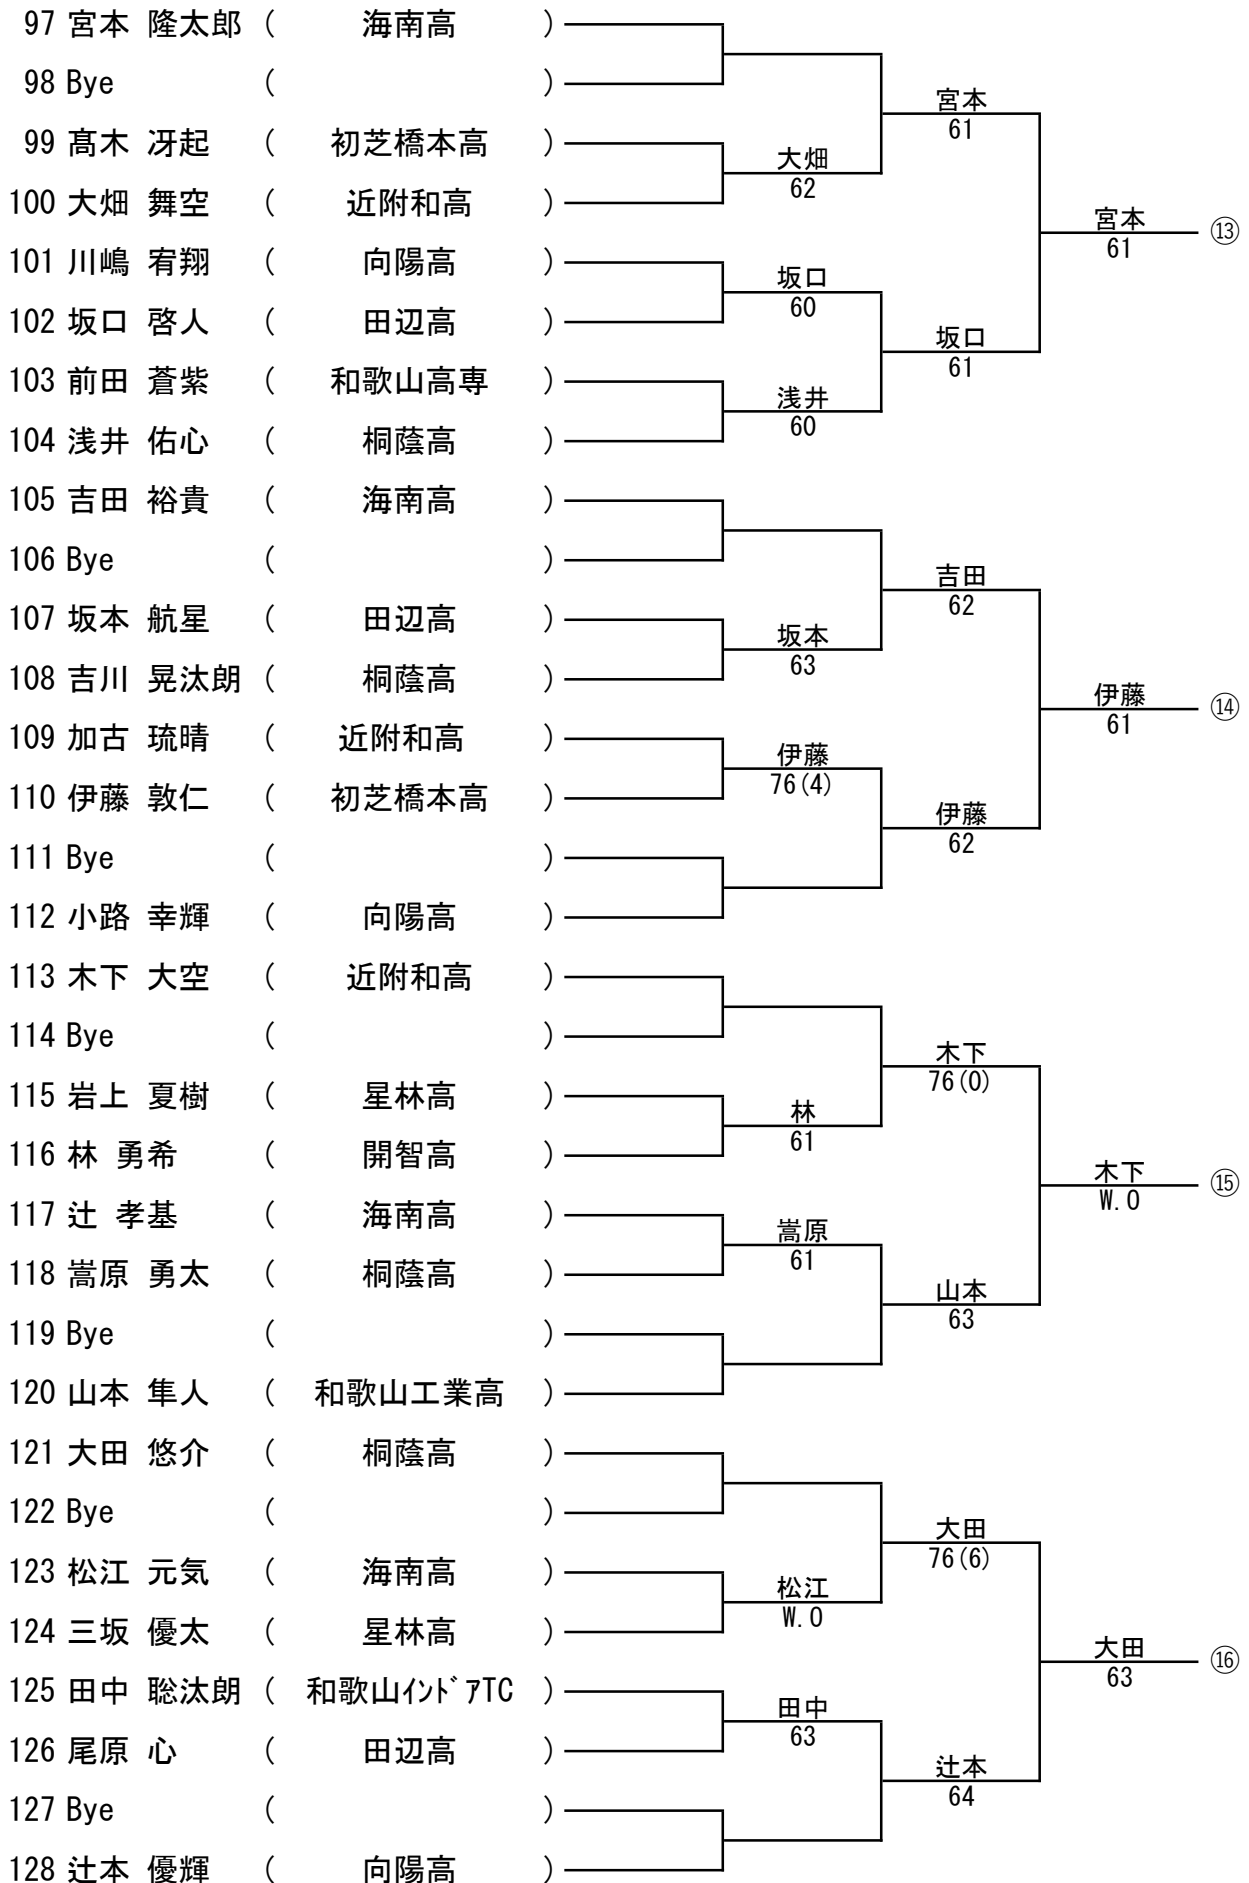 97 宮本 隆太郎 ( 海南高 )
98 Bye ( )
宮本
61
99 髙木 冴起 ( 初芝橋本高 )
大畑
62
100 大畑 舞空 ( 近附和高 )
宮本
61
⑬
101 川嶋 宥翔 ( 向陽高 )
坂口
60
102 坂口 啓人 ( 田辺高 )
坂口
61
103 前田 蒼紫 ( 和歌山高専 )
浅井
60
104 浅井 佑心 ( 桐蔭高 )
105 吉田 裕貴 ( 海南高 )
106 Bye ( )
吉田
62
107 坂本 航星 ( 田辺高 )
坂本
63
108 吉川 晃汰朗 ( 桐蔭高 )
伊藤
61
⑭
109 加古 琉晴 ( 近附和高 )
伊藤
76(4)
110 伊藤 敦仁 ( 初芝橋本高 )
伊藤
62
111 Bye ( )
112 小路 幸輝 ( 向陽高 )
113 木下 大空 ( 近附和高 )
114 Bye ( )
木下
76(0)
115 岩上 夏樹 ( 星林高 )
林
61
116 林 勇希 ( 開智高 )
木下
W.O
⑮
117 辻 孝基 ( 海南高 )
嵩原
61
118 嵩原 勇太 ( 桐蔭高 )
山本
63
119 Bye ( )
120 山本 隼人 ( 和歌山工業高 )
121 大田 悠介 ( 桐蔭高 )
122 Bye ( )
大田
76(6)
123 松江 元気 ( 海南高 )
松江
W.O
124 三坂 優太 ( 星林高 )
大田
63
⑯
125 田中 聡汰朗 ( 和歌山ｲﾝﾄﾞｱTC )
田中
63
126 尾原 心 ( 田辺高 )
辻本
64
127 Bye ( )
128 辻本 優輝 ( 向陽高 )